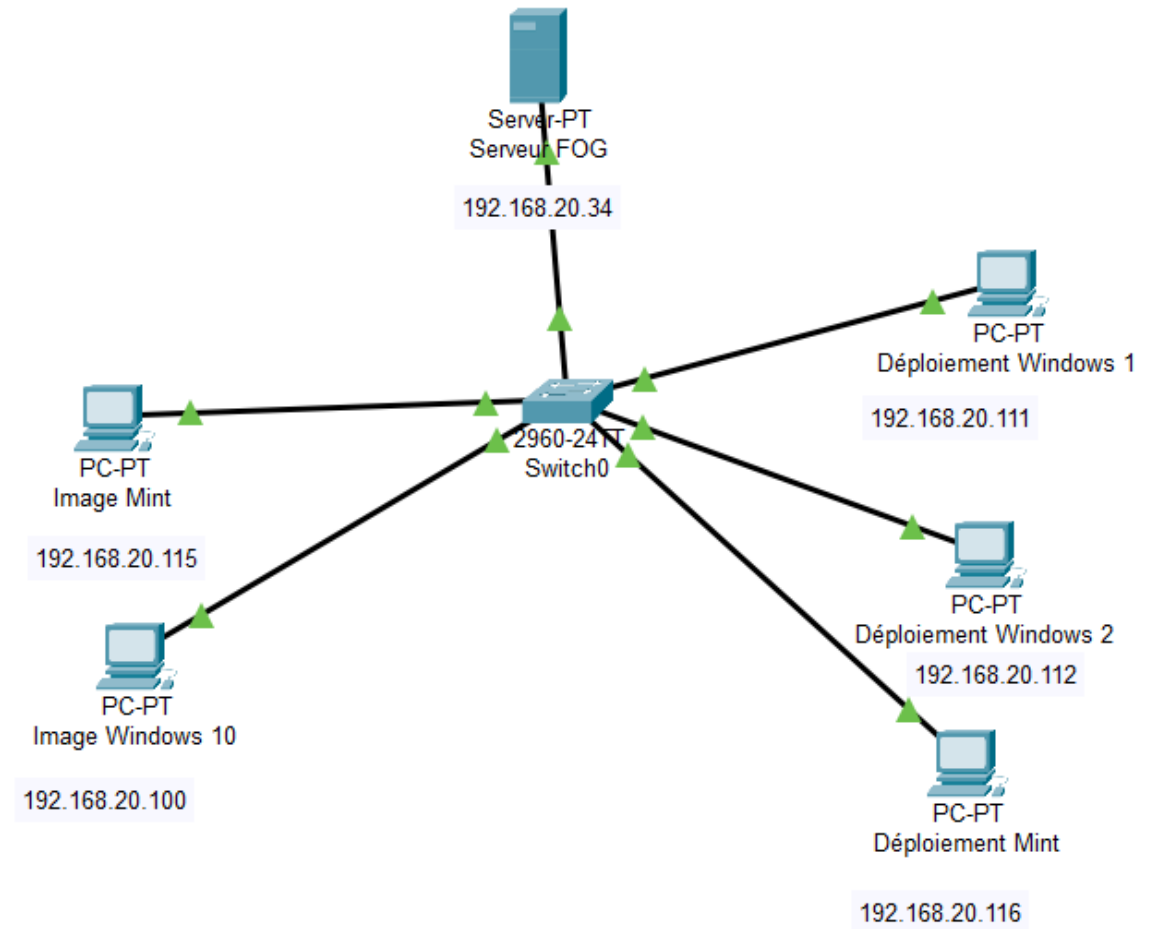 Server-PT
Serveur FOG
192.168.20.34
PC-PT
Déploiement Windows 1
192.168.20.111
2960-24TT
Switch0
PC-PT
Image Mint
192.168.20.115
PC-PT
Déploiement Windows 2
192.168.20.112
PC-PT
Image Windows 10
192.168.20.100
PC-PT
Déploiement Mint
192.168.20.116